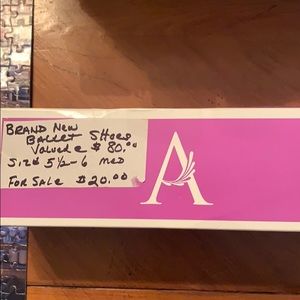 BRAND NEW
BALLET SHOES
Valued @ $80.00
SIZE 5½-6 MED
FOR SALE $20.00
A